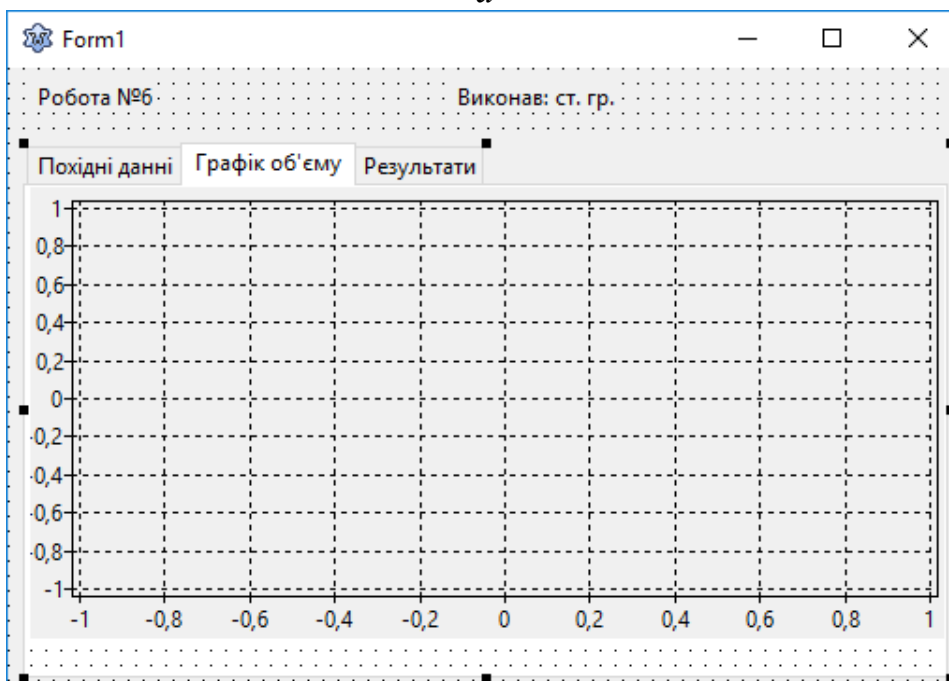 Form1
Робота №6 Виконав: ст. гр.
Похідні данні Графік об'єму Результати
1
0,8
0,6
0,4
0,2
0
-0,2
-0,4
-0,6
-0,8
-1
-1 -0,8 -0,6 -0,4 -0,2 0 0,2 0,4 0,6 0,8 1